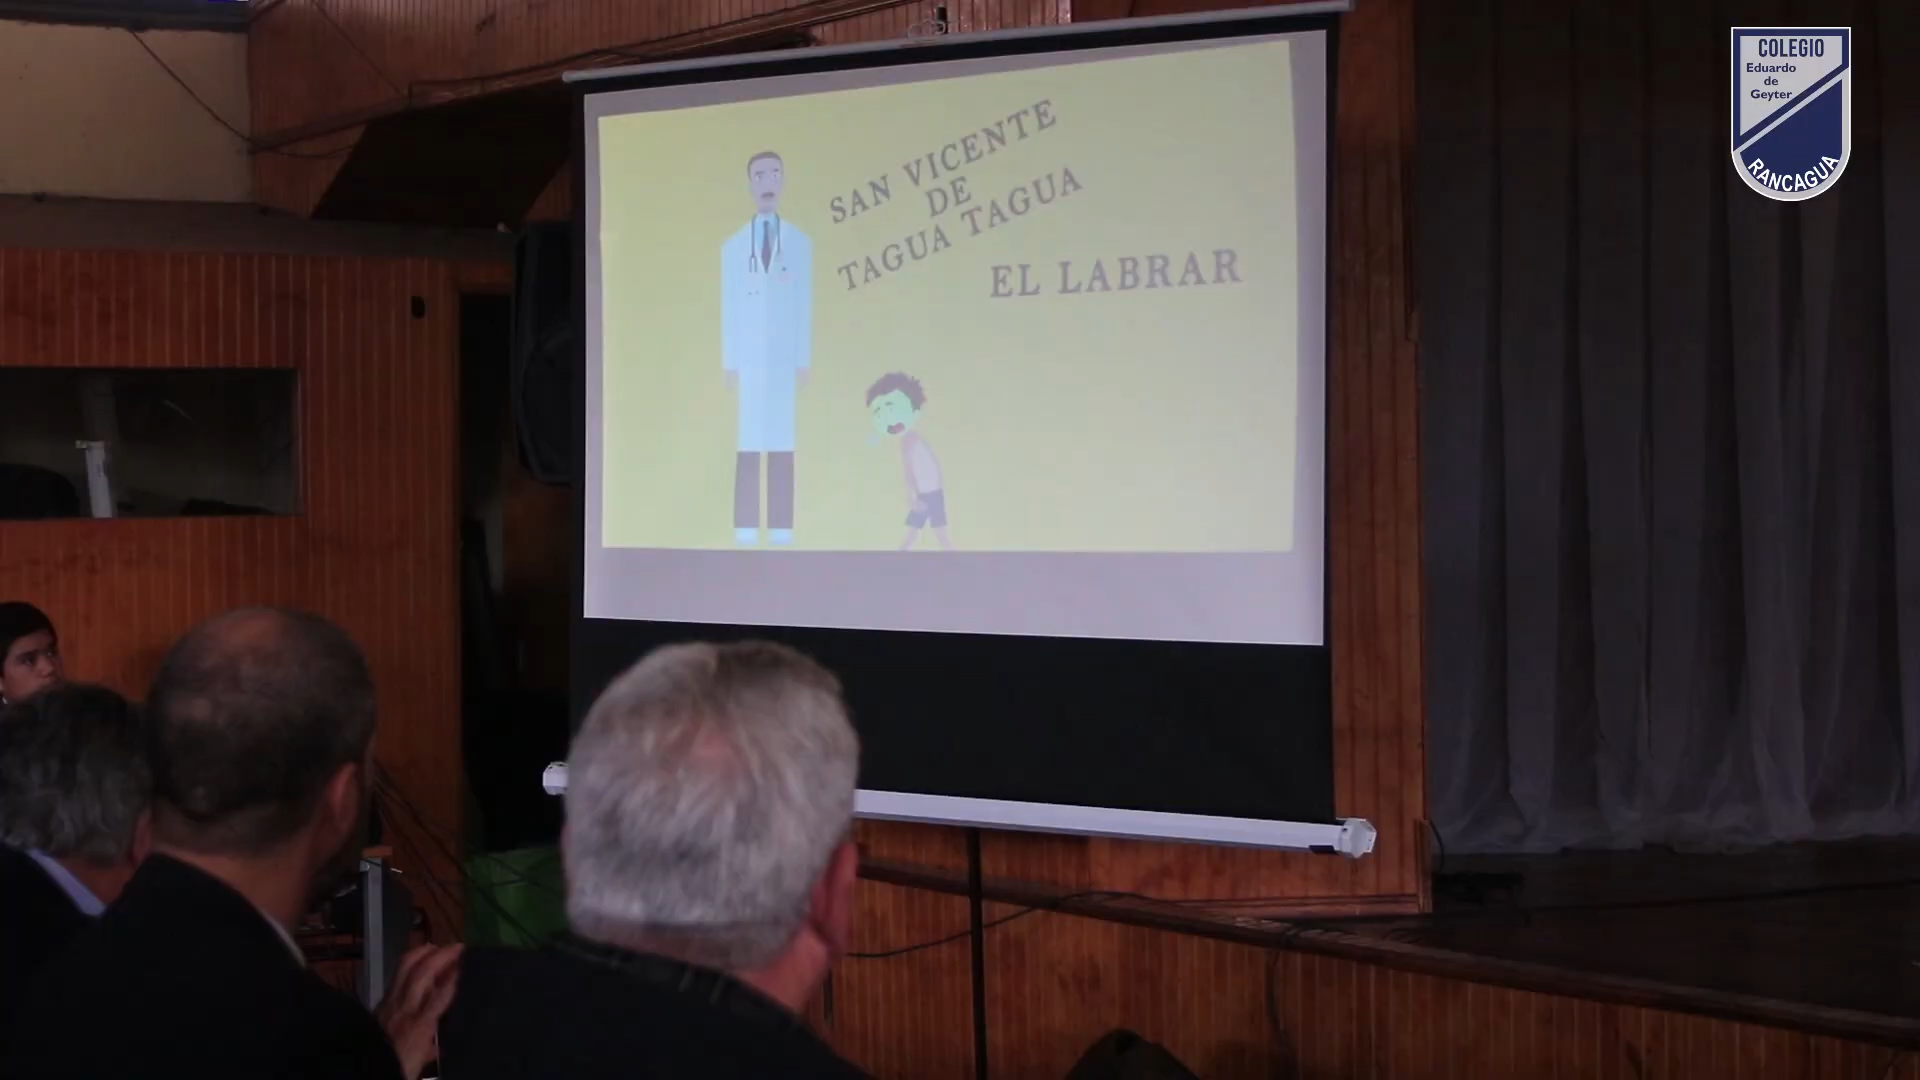 SAN VICENTE
DE
TAGUA TAGUA
EL LABRAR
COLEGIO
Eduardo
de
Geyter
RANCAGUA